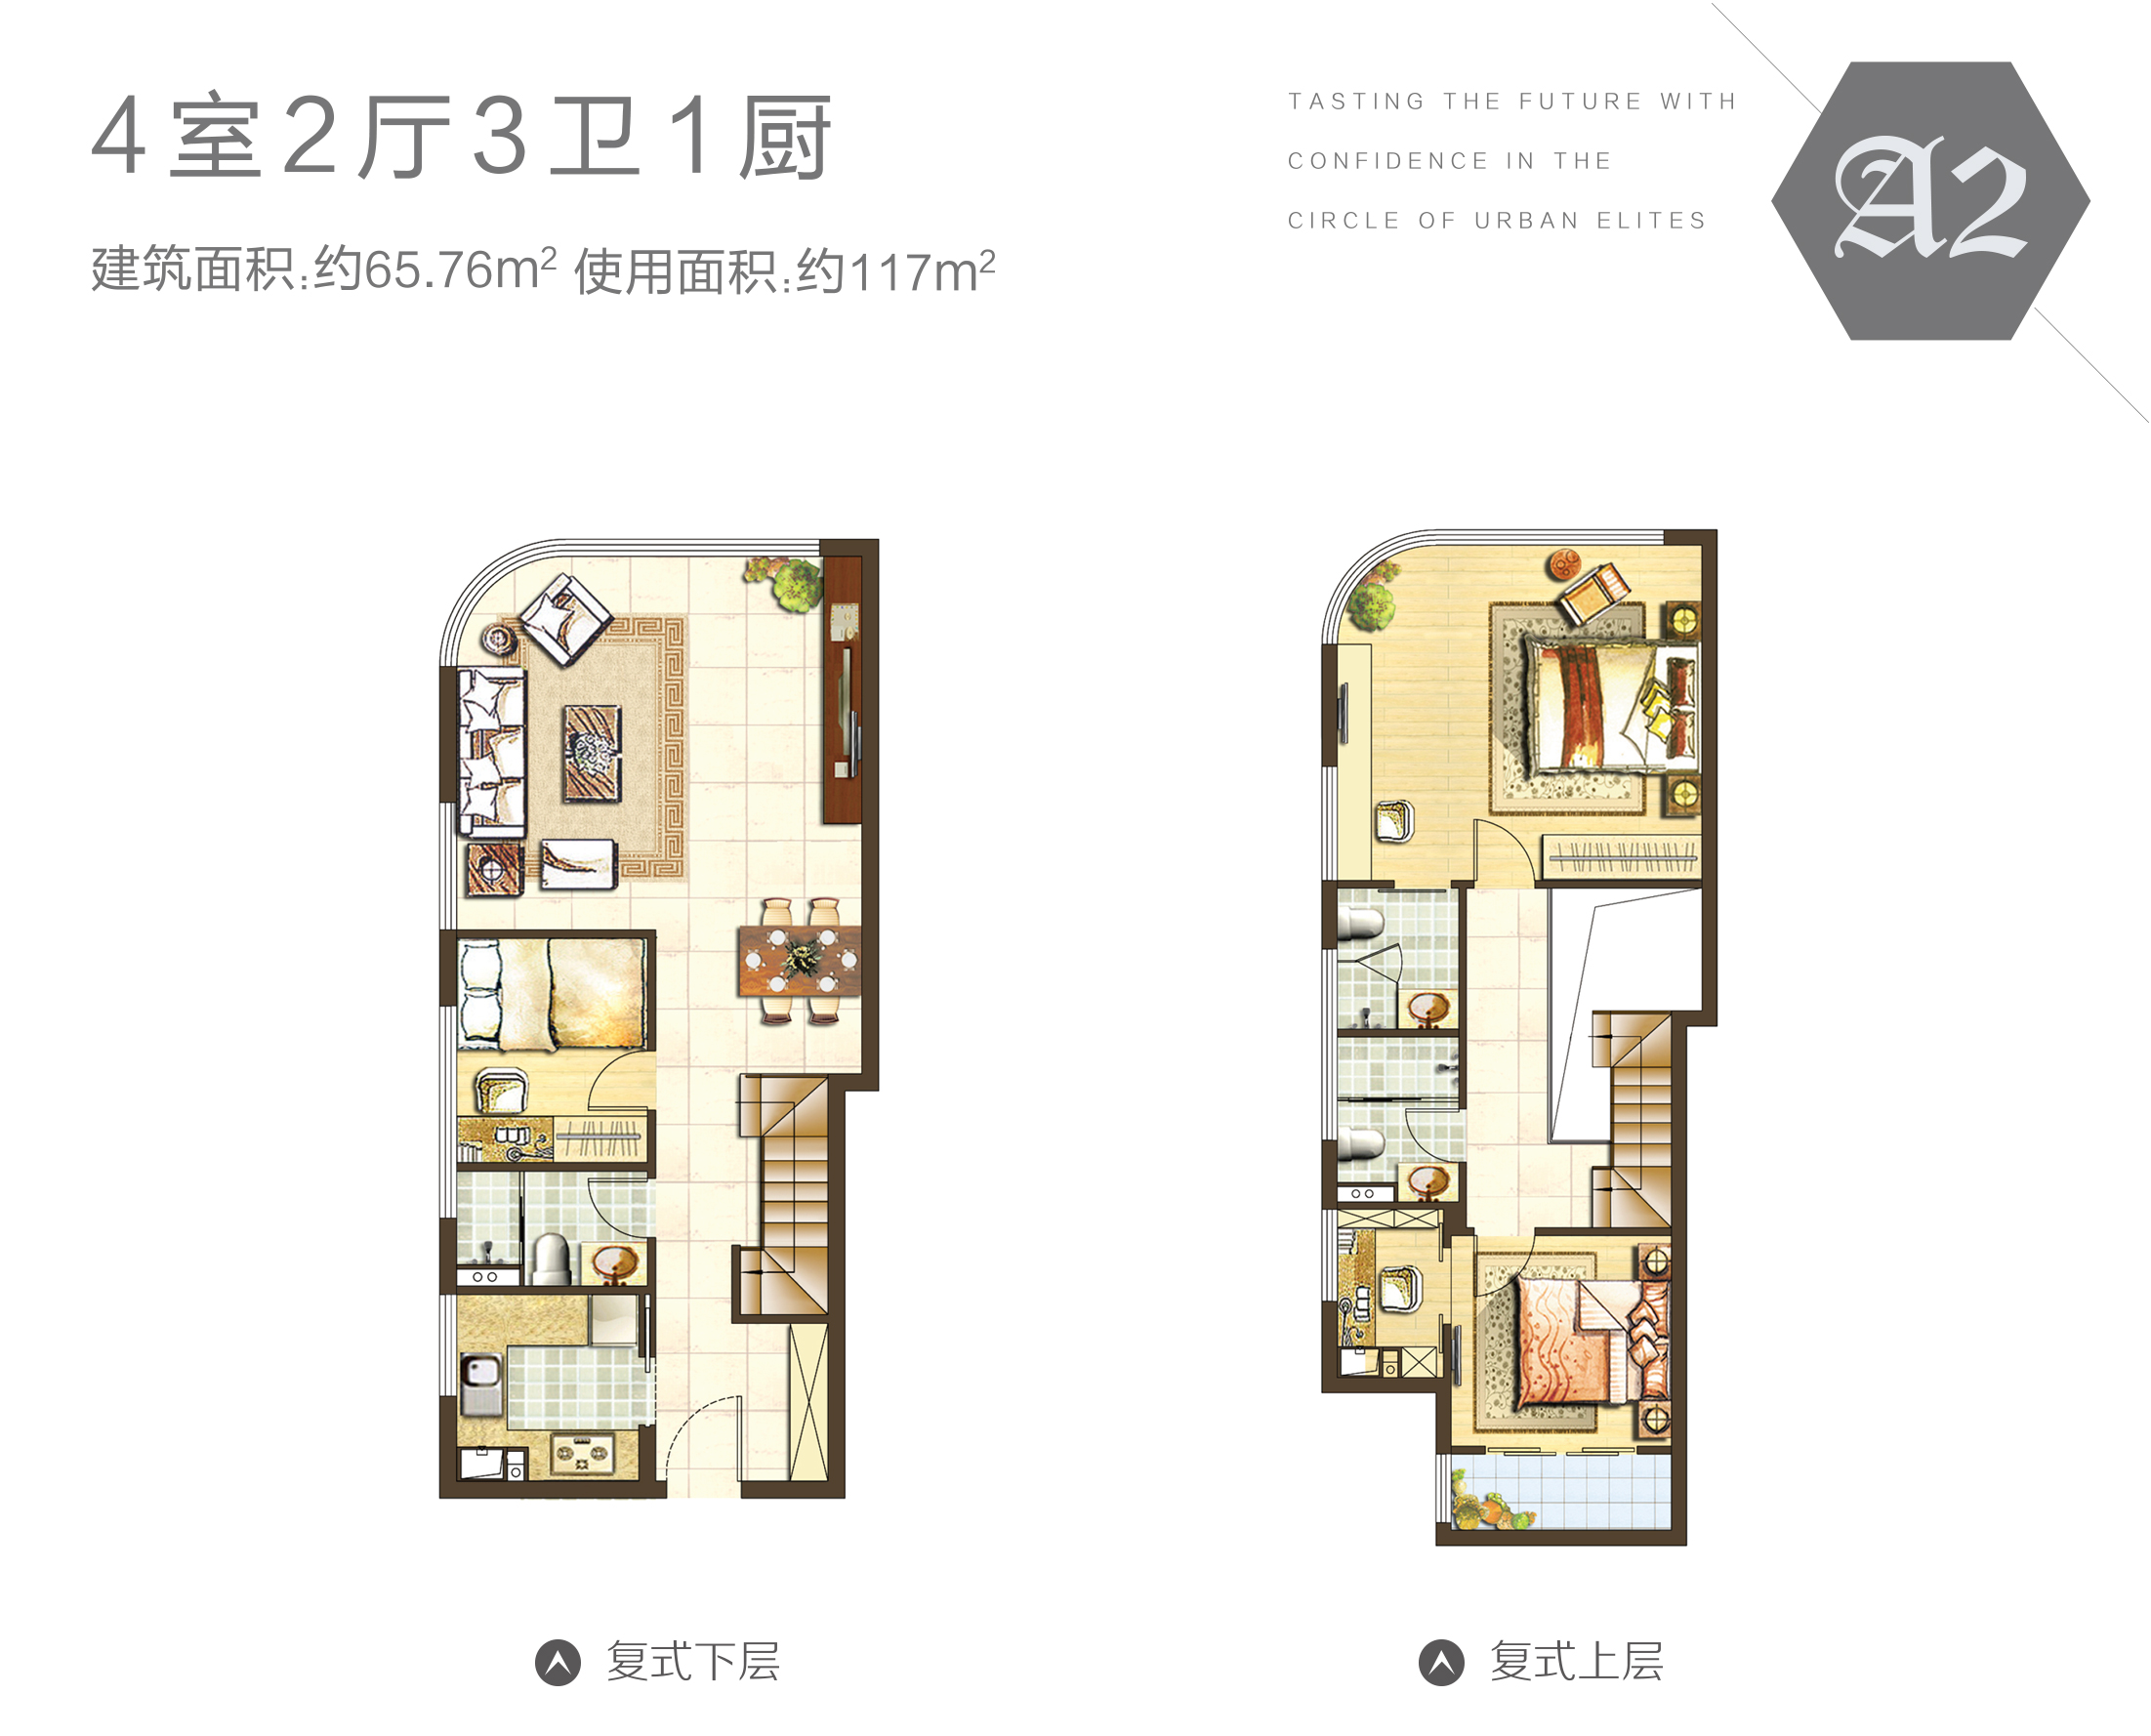 4室2厅3卫1厨
建筑面积:约65.76m² 使用面积:约117m²
TASTING THE FUTURE WITH
CONFIDENCE IN THE
CIRCLE OF URBAN ELITES
A2
复式下层
复式上层